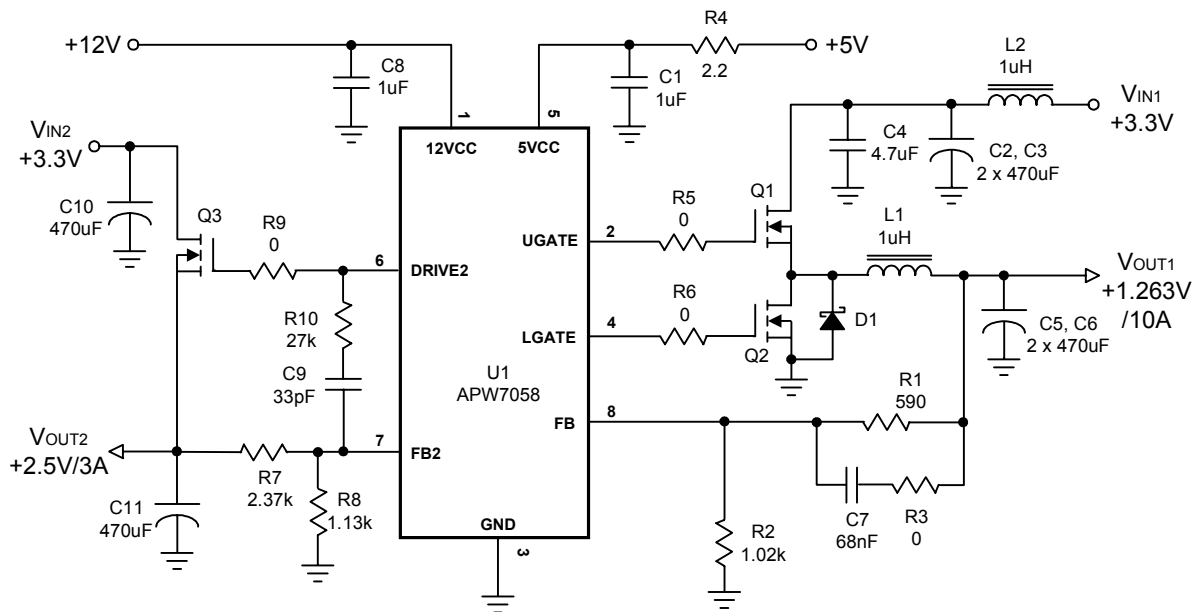 R4
+12V
2.2
+5V
L2
1uH
C8
1uF
C1
1uF
VIN1
+3.3V
1
5
12VCC
5VCC
VIN2
+3.3V
C4
4.7uF
C2, C3
2 x 470uF
C10
470uF
Q3
R9
0
R5
0
Q1
L1
1uH
2
UGATE
6
DRIVE2
VOUT1
+1.263V
/10A
R10
27k
R6
0
4
LGATE
D1
Q2
C5, C6
2 x 470uF
C9
33pF
U1
APW7058
R1
590
8
FB
VOUT2
+2.5V/3A
7
FB2
R7
2.37k
R8
1.13k
C11
470uF
GND
3
R2
1.02k
C7
68nF
R3
0